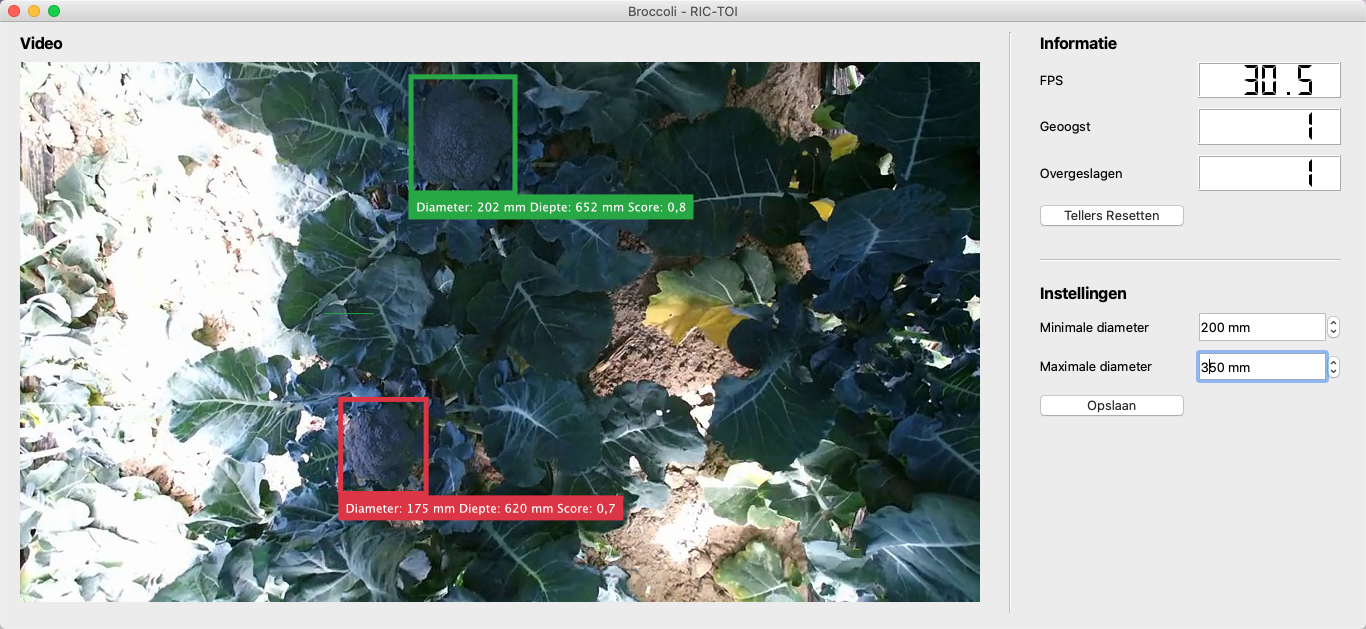 Broccoli - RIC-TOI
Video
Diameter: 202 mm Diepte: 652 mm Score: 0,8
Diameter: 175 mm Diepte: 620 mm Score: 0,7
Informatie
FPS
30.5
Geoogst
1
Overgeslagen
1
Tellers Resetten
Instellingen
Minimale diameter
200 mm
Maximale diameter
350 mm
Opslaan